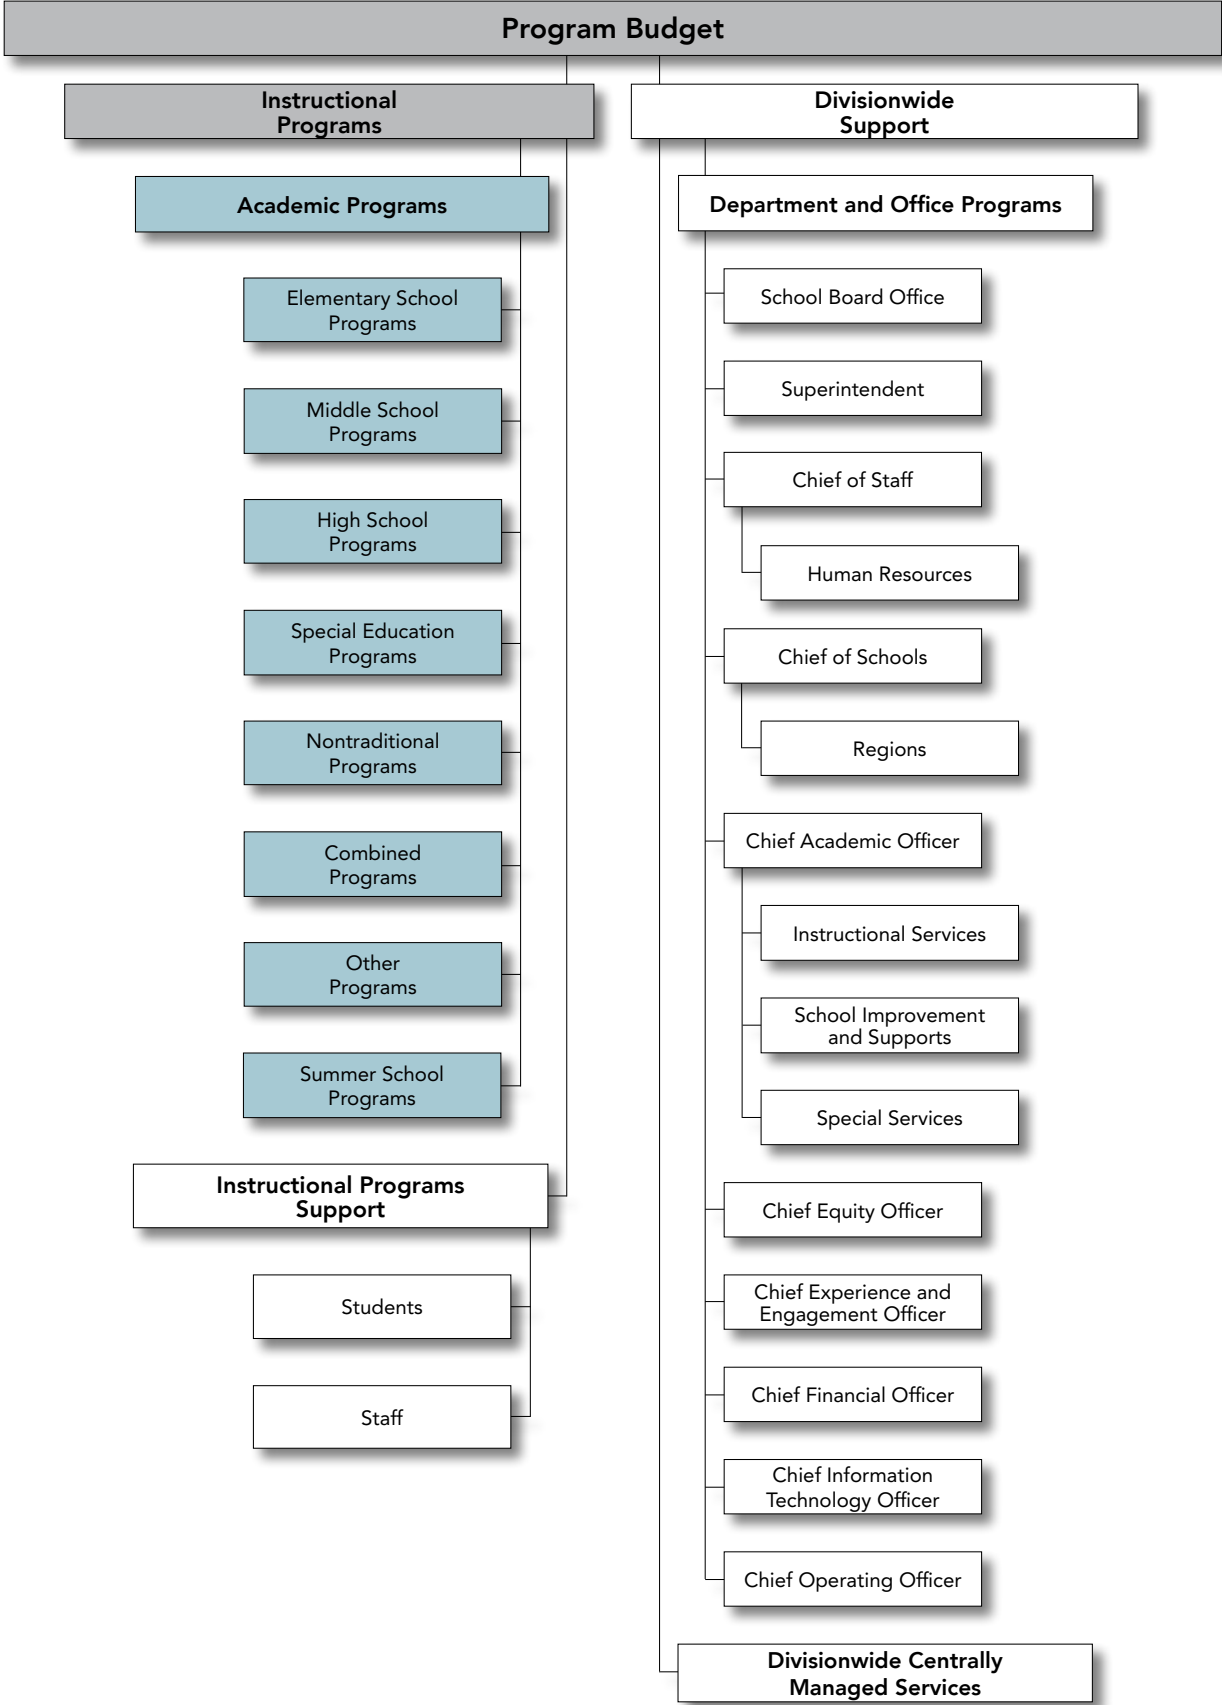 Program Budget
Instructional
Programs
Academic Programs
Elementary School
Programs
Middle School
Programs
High School
Programs
Special Education
Programs
Nontraditional
Programs
Combined
Programs
Other
Programs
Summer School
Programs
Instructional Programs
Support
Students
Staff
Divisionwide
Support
Department and Office Programs
School Board Office
Superintendent
Chief of Staff
Human Resources
Chief of Schools
Regions
Chief Academic Officer
Instructional Services
School Improvement
and Supports
Special Services
Chief Equity Officer
Chief Experience and
Engagement Officer
Chief Financial Officer
Chief Information
Technology Officer
Chief Operating Officer
Divisionwide Centrally
Managed Services